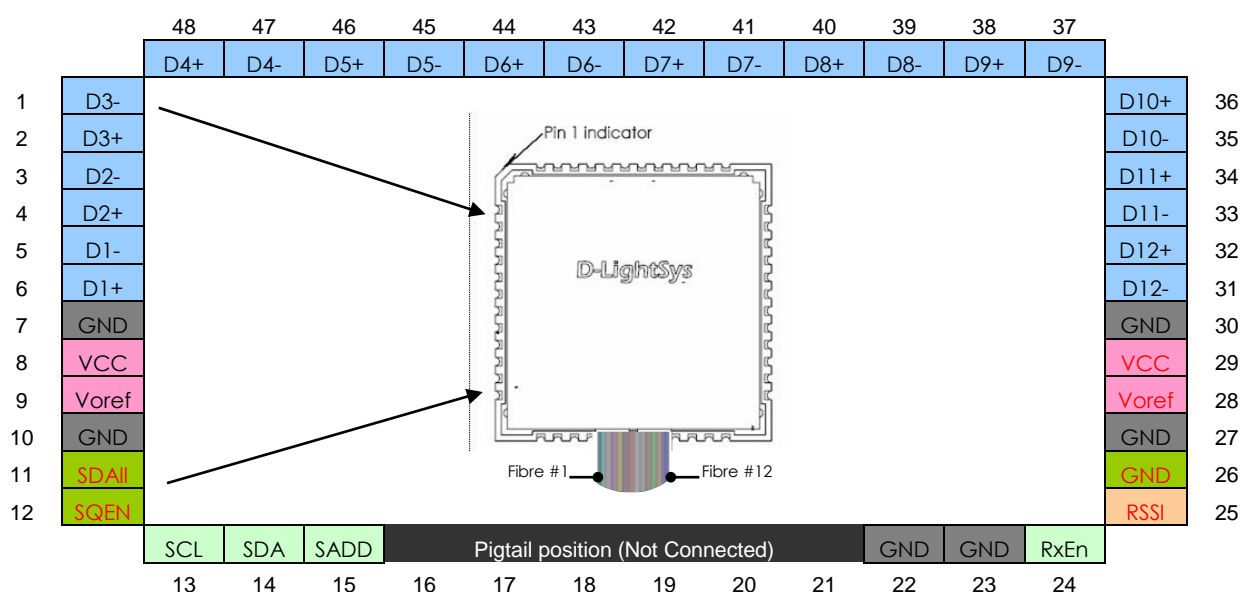 48 47 46 45 44 43 42 41 40 39 38 37
D4+ D4- D5+ D5- D6+ D6- D7+ D7- D8+ D8- D9+ D9-
1 D3- D10+ 36
2 D3+ Pin 1 indicator D10- 35
3 D2- D11+ 34
4 D2+ D11- 33
5 D1- D-LightSys D12+ 32
6 D1+ D12- 31
7 GND GND 30
8 VCC VCC 29
9 Voref Voref 28
10 GND GND 27
11 SDAll Fibre #1 Fibre #12 GND 26
12 SQEN RSSI 25
SCL SDA SADD Pigtail position (Not Connected) GND GND RxEn
13 14 15 16 17 18 19 20 21 22 23 24